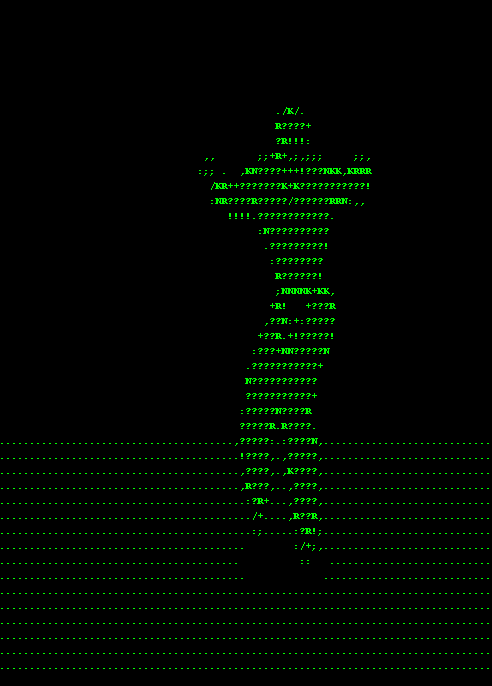 ./K/.
R????+
?R!!!:
,,       ;;+R+,;,;;;     ;;,
:;; .  ,KN????+++!????NKK,KRRR
/KR++???????K+K???????????!
:NR????R?????/??????RRN:,,
!!!!.????????????.
:N??????????
.?????????!
:????????
R??????!
;NNNNK+KK,
+R!   +???R
,??N:+:?????
+??R.+!?????!
:???+NN?????N
.???????????+
N???????????
???????????+
:?????N????R
?????R.R????.
.......................................,?????:.:????N,............................
........................................!????,.,?????,............................
........................................,????,.,K????,............................
........................................,R???,..,????,............................
.........................................:?R+...,????,............................
........................................../+....,R??R,............................
..........................................:;.....:?R!;............................
.........................................        :/+;,............................
........................................          ::   ...........................
.........................................             ............................
..................................................................................
..................................................................................
..................................................................................
..................................................................................
..................................................................................
..................................................................................